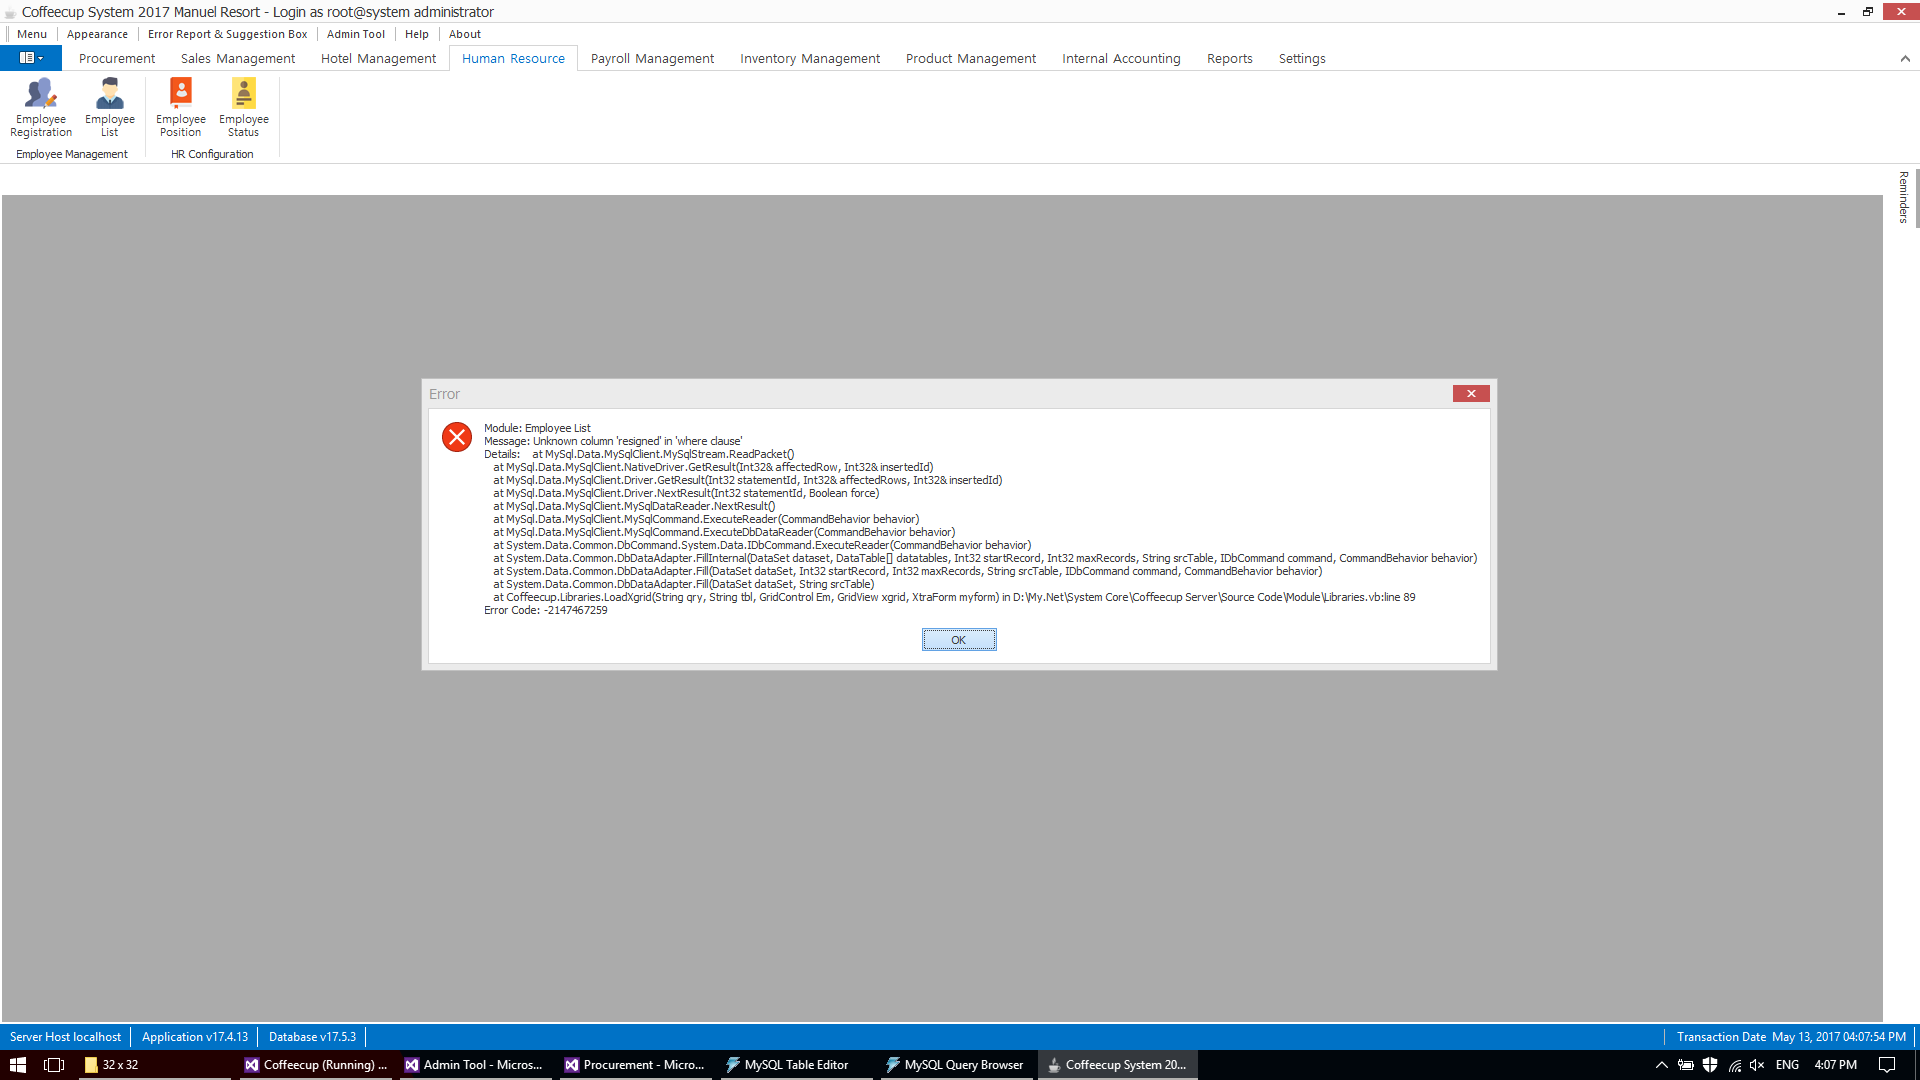 Coffeecup System 2017 Manuel Resort - Login as root@system administrator
Menu Appearance Error Report & Suggestion Box Admin Tool Help About
Procurement Sales Management Hotel Management Human Resource Payroll Management Inventory Management Product Management Internal Accounting Reports Settings
Employee Registration
Employee List
Employee Position
Employee Status
Employee Management HR Configuration
Reminders
Error
Module: Employee List
Message: Unknown column 'resigned' in 'where clause'
Details: at MySql.Data.MySqlClient.MySqlStream.ReadPacket()
at MySql.Data.MySqlClient.NativeDriver.GetResult(Int32& affectedRow, Int32& insertedId)
at MySql.Data.MySqlClient.Driver.GetResult(Int32 statementId, Int32& affectedRows, Int32& insertedId)
at MySql.Data.MySqlClient.Driver.NextResult(Int32 statementId, Boolean force)
at MySql.Data.MySqlClient.MySqlDataReader.NextResult()
at MySql.Data.MySqlClient.MySqlCommand.ExecuteReader(CommandBehavior behavior)
at MySql.Data.MySqlClient.MySqlCommand.ExecuteDbDataReader(CommandBehavior behavior)
at System.Data.Common.DbCommand.System.Data.IDbCommand.ExecuteReader(CommandBehavior behavior)
at System.Data.Common.DbDataAdapter.FillInternal(DataSet dataset, DataTable[] datatables, Int32 startRecord, Int32 maxRecords, String srcTable, IDbCommand command, CommandBehavior behavior)
at System.Data.Common.DbDataAdapter.Fill(DataSet dataSet, Int32 startRecord, Int32 maxRecords, String srcTable, IDbCommand command, CommandBehavior behavior)
at System.Data.Common.DbDataAdapter.Fill(DataSet dataSet, String srcTable)
at Coffeecup.Libraries.LoadXgrid(String qry, String tbl, GridControl Em, GridView xgrid, XtraForm myform) in D:\My.Net\System Core\Coffeecup Server\Source Code\Module\Libraries.vb:line 89
Error Code: -2147467259
OK
Server Host localhost Application v17.4.13 Database v17.5.3 Transaction Date May 13, 2017 04:07:54 PM
32 x 32 Coffeecup (Running) ... Admin Tool - Micros... Procurement - Micro... MySQL Table Editor MySQL Query Browser Coffeecup System 20... ENG 4:07 PM